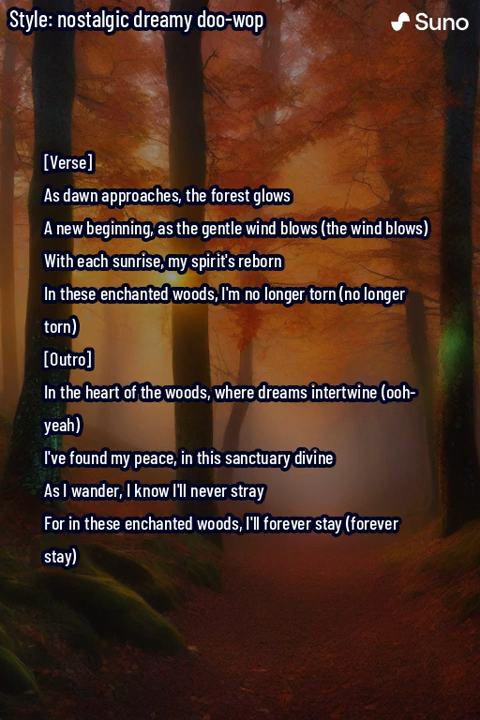 Style: nostalgic dreamy doo-wop
Suno
[Verse]
As dawn approaches, the forest glows
A new beginning, as the gentle wind blows (the wind blows)
With each sunrise, my spirit's reborn
In these enchanted woods, I'm no longer torn (no longer
torn)
[Outro]
In the heart of the woods, where dreams intertwine (ooh-
yeah)
I've found my peace, in this sanctuary divine
As I wander, I know I'll never stray
For in these enchanted woods, I'll forever stay (forever
stay)